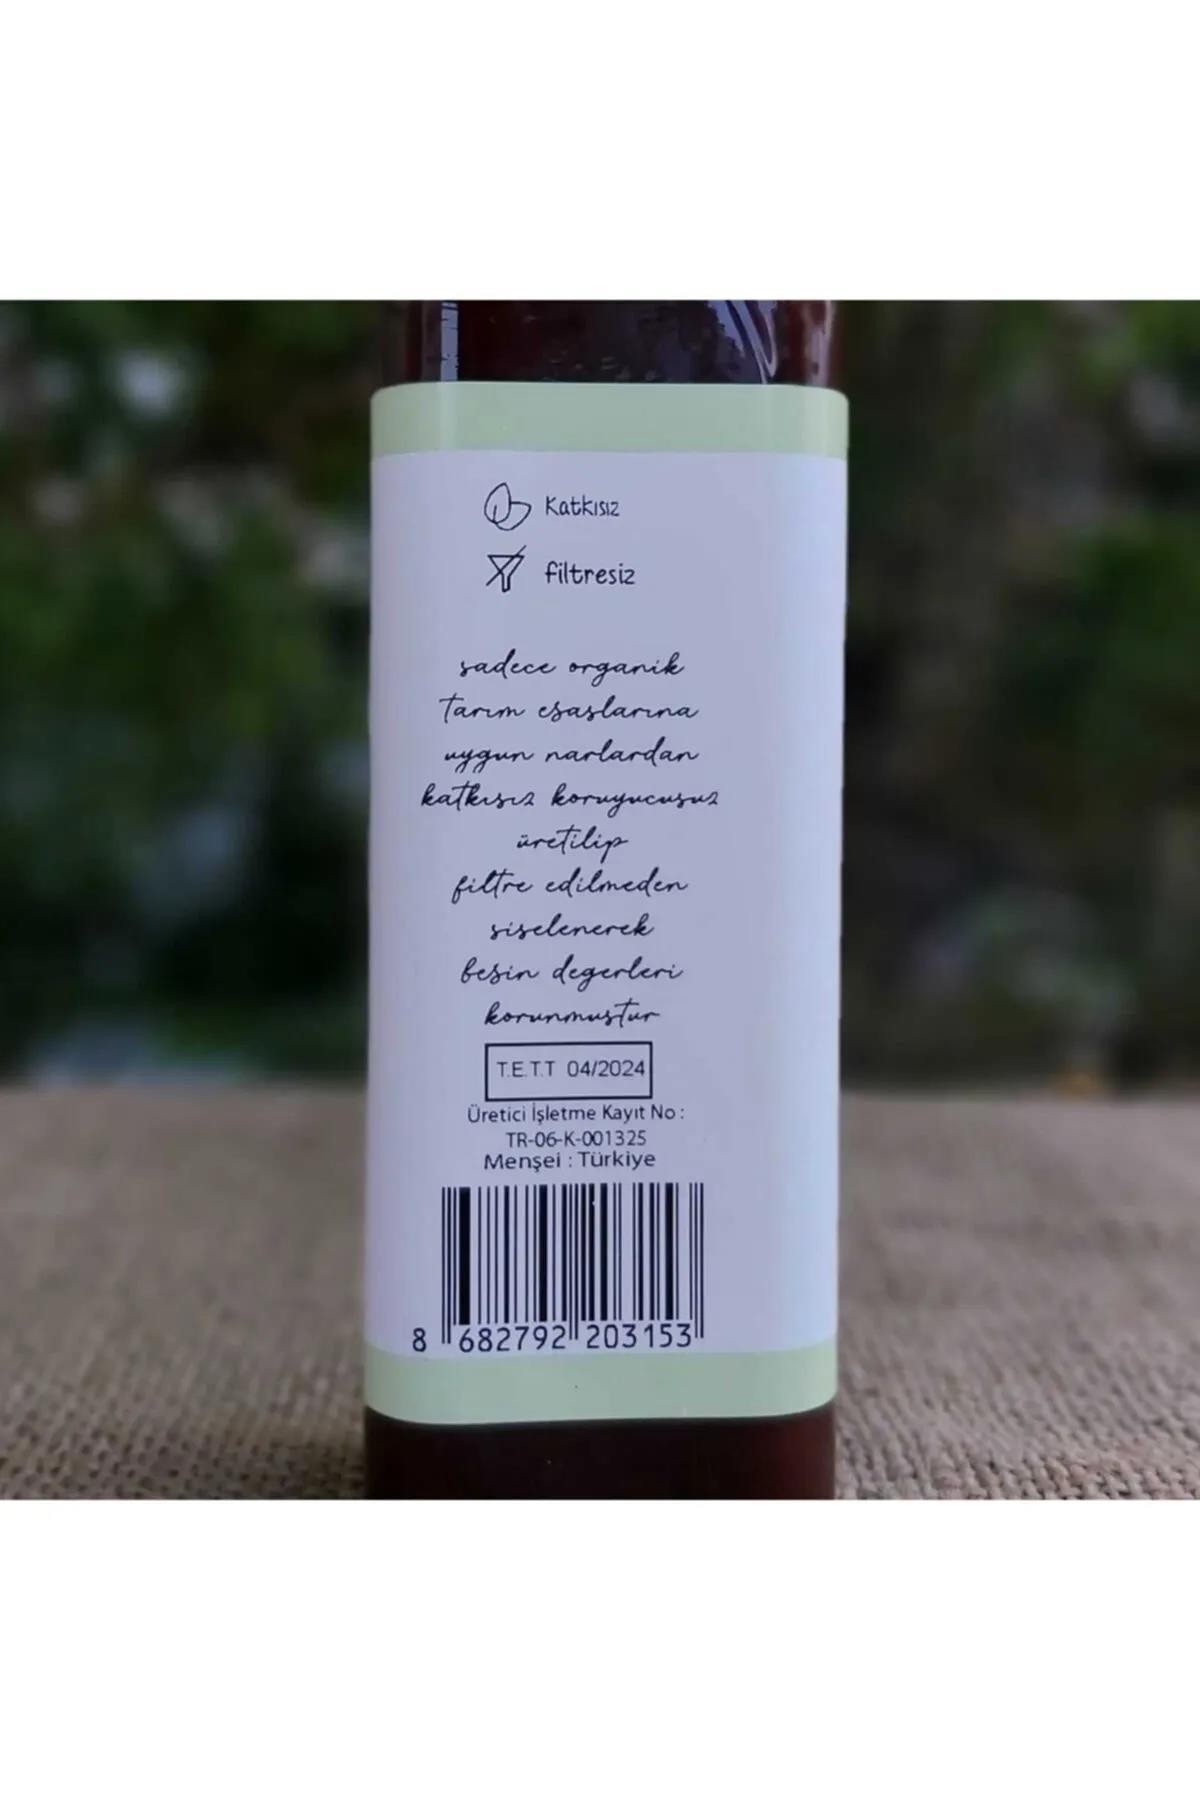 Katkısız
filtresiz
sadece organik
tarım esaslarına
uygun narlardan
katkısız koruyucusuz
üretilip
filtre edilmeden
siselenerek
besin degerleri
korunmustur
T.E.T.T 04/2024
Üretici İşletme Kayıt No :
TR-06-K-001325
Menşei : Türkiye
8 682792 203153